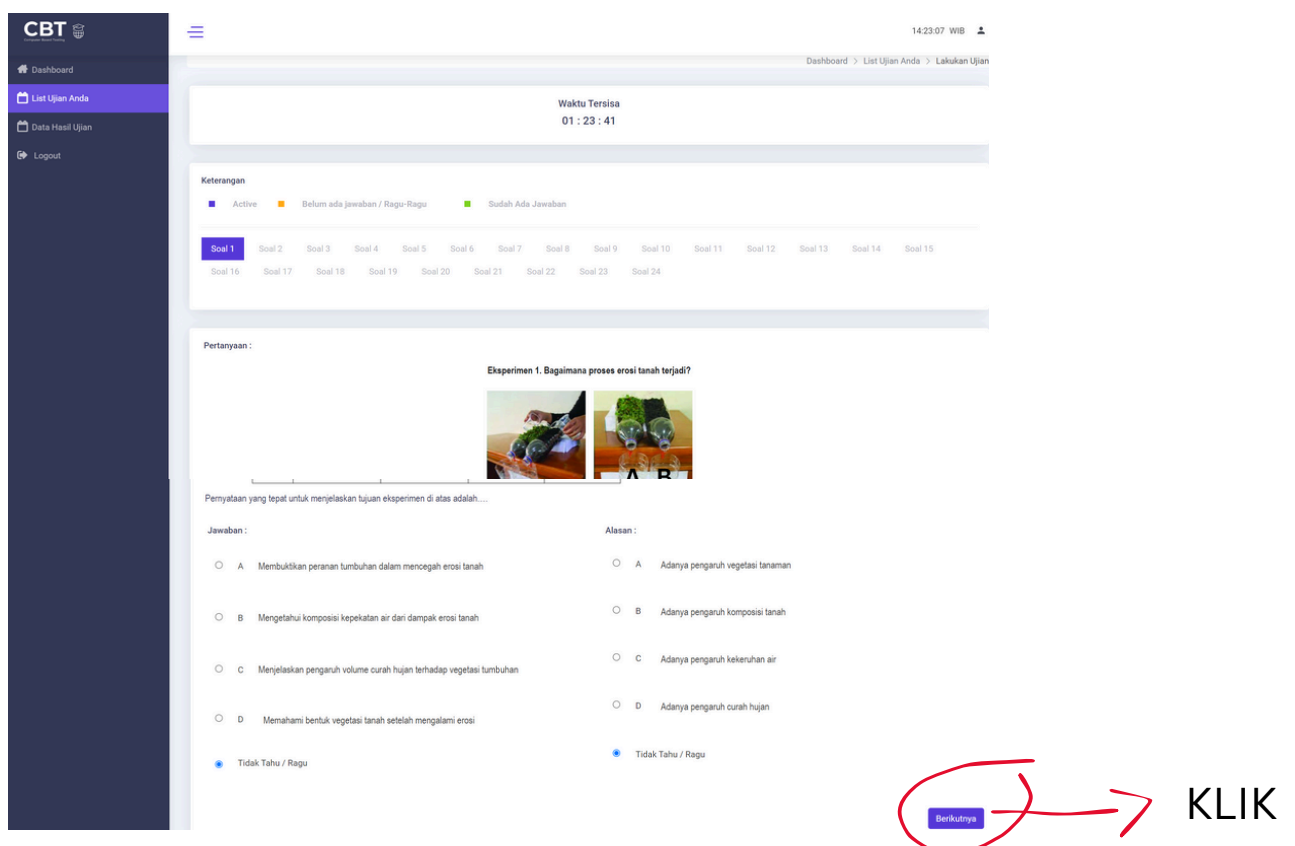 CBT
14:23:07 WIB
Dashboard
List Ujian Anda
Data Hasil Ujian
Logout
Dashboard > List Ujian Anda > Lakukan Ujian
Waktu Tersisa
01 : 23 : 41
Keterangan
Active Belum ada jawaban / Ragu-Ragu Sudah Ada Jawaban
Soal 1 Soal 2 Soal 3 Soal 4 Soal 5 Soal 6 Soal 7 Soal 8 Soal 9 Soal 10 Soal 11 Soal 12 Soal 13 Soal 14 Soal 15
Soal 16 Soal 17 Soal 18 Soal 19 Soal 20 Soal 21 Soal 22 Soal 23 Soal 24
Pertanyaan :
Eksperimen 1. Bagaimana proses erosi tanah terjadi?
A B
Pernyataan yang tepat untuk menjelaskan tujuan eksperimen di atas adalah....
Jawaban :
A Membuktikan peranan tumbuhan dalam mencegah erosi tanah
B Mengetahui komposisi kepekatan air dari dampak erosi tanah
C Menjelaskan pengaruh volume curah hujan terhadap vegetasi tumbuhan
D Memahami bentuk vegetasi tanah setelah mengalami erosi
Tidak Tahu / Ragu
Alasan :
A Adanya pengaruh vegetasi tanaman
B Adanya pengaruh komposisi tanah
C Adanya pengaruh kekeruhan air
D Adanya pengaruh curah hujan
Tidak Tahu / Ragu
Berikutnya
KLIK